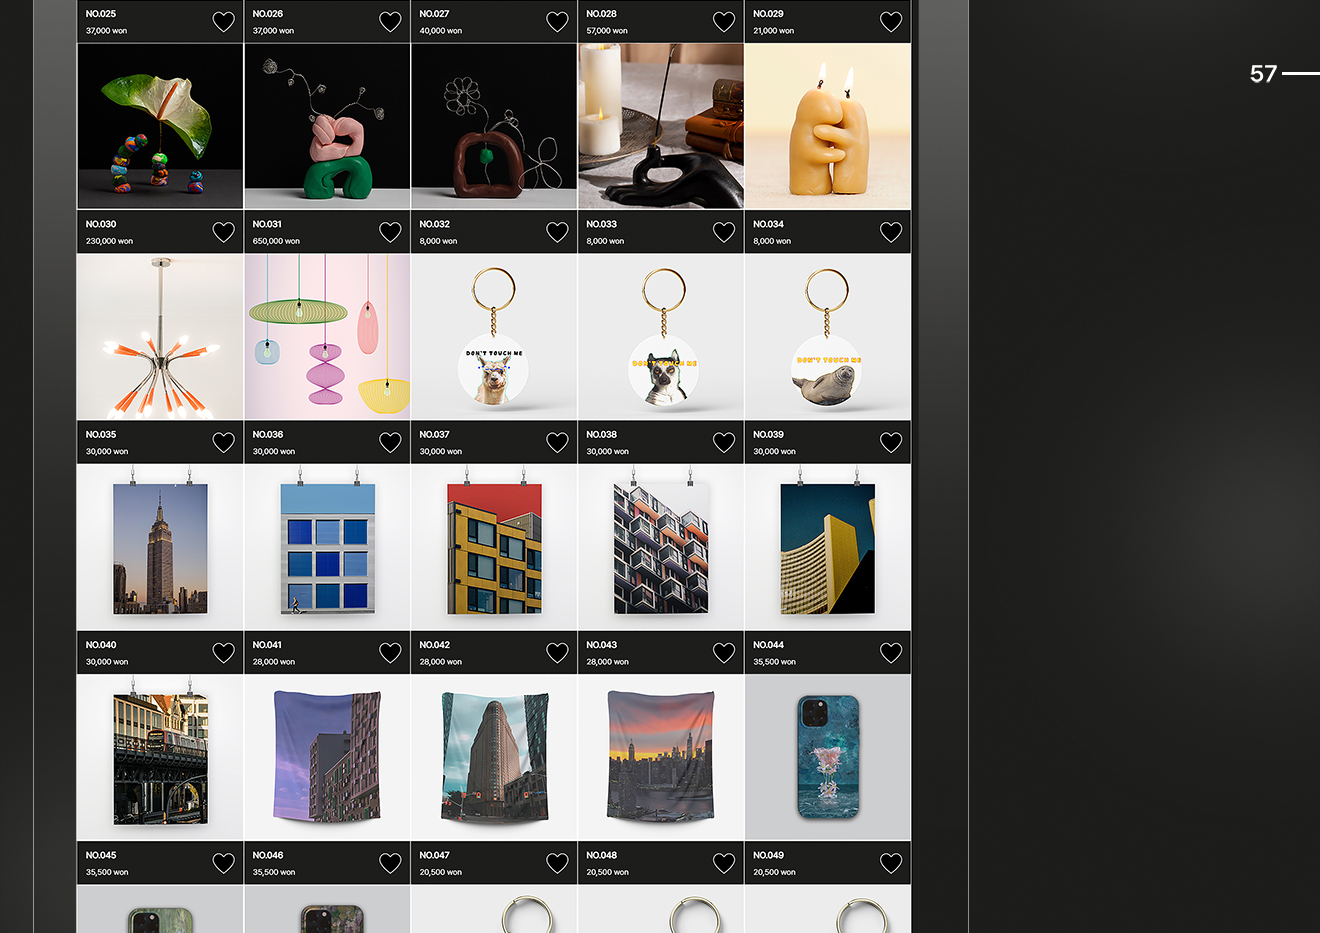 NO.025
37,000 won
NO.026
37,000 won
NO.027
40,000 won
NO.028
57,000 won
NO.029
21,000 won
57
NO.030
230,000 won
NO.031
650,000 won
NO.032
8,000 won
NO.033
8,000 won
NO.034
8,000 won
DON'T TOUCH ME
DON'T TOUCH ME
DON'T TOUCH ME
NO.035
30,000 won
NO.036
30,000 won
NO.037
30,000 won
NO.038
30,000 won
NO.039
30,000 won
NO.040
30,000 won
NO.041
28,000 won
NO.042
28,000 won
NO.043
28,000 won
NO.044
35,500 won
NO.045
35,500 won
NO.046
35,500 won
NO.047
20,500 won
NO.048
20,500 won
NO.049
20,500 won